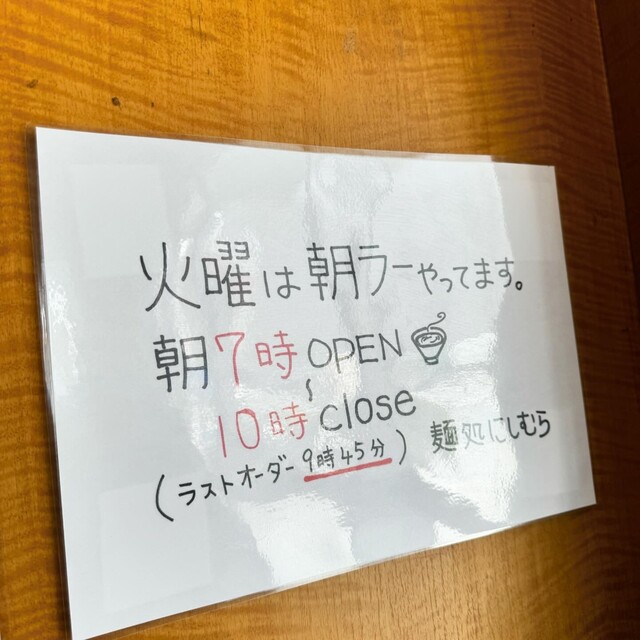 火曜は朝ラーやってます。
朝7時OPEN
〜
10時close
(ラストオーダー9時45分)
麺処にしむら